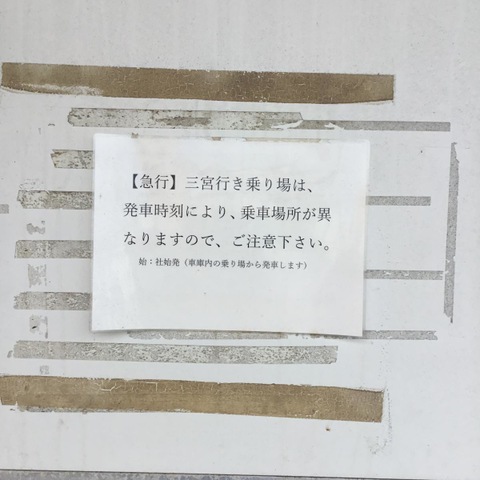 【急行】三宮行き乗り場は、
発車時刻により、乗車場所が異
なりますので、ご注意下さい。
始：社始発（車庫内の乗り場から発車します）